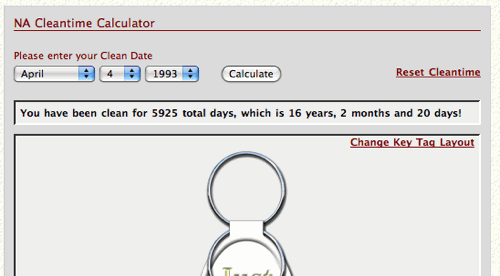 NA Cleantime Calculator
Please enter your Clean Date
April 4 1993 Calculate Reset Cleantime
You have been clean for 5925 total days, which is 16 years, 2 months and 20 days!
Change Key Tag Layout
Just